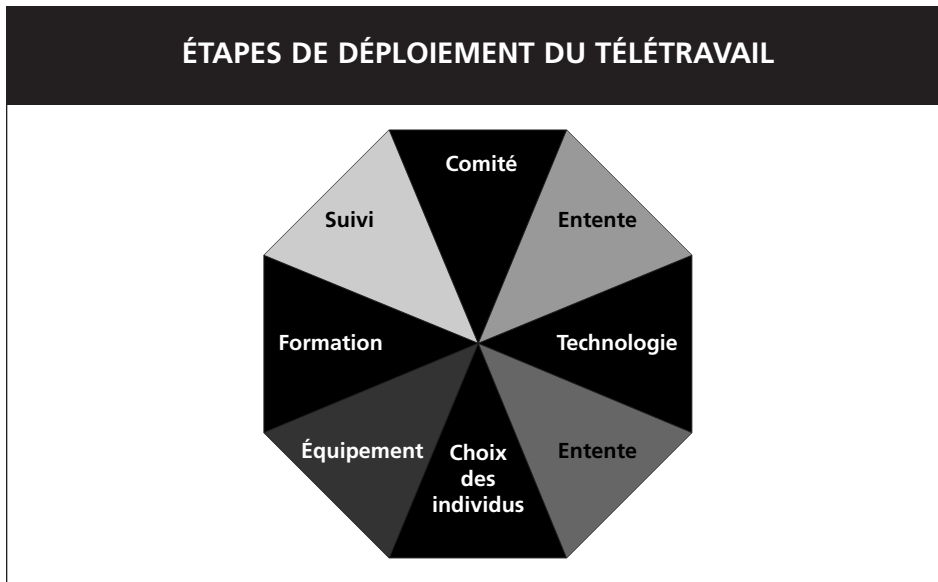 ÉTAPES DE DÉPLOIEMENT DU TÉLÉTRAVAIL
Comité
Entente
Technologie
Entente
Choix
des
individus
Équipement
Formation
Suivi